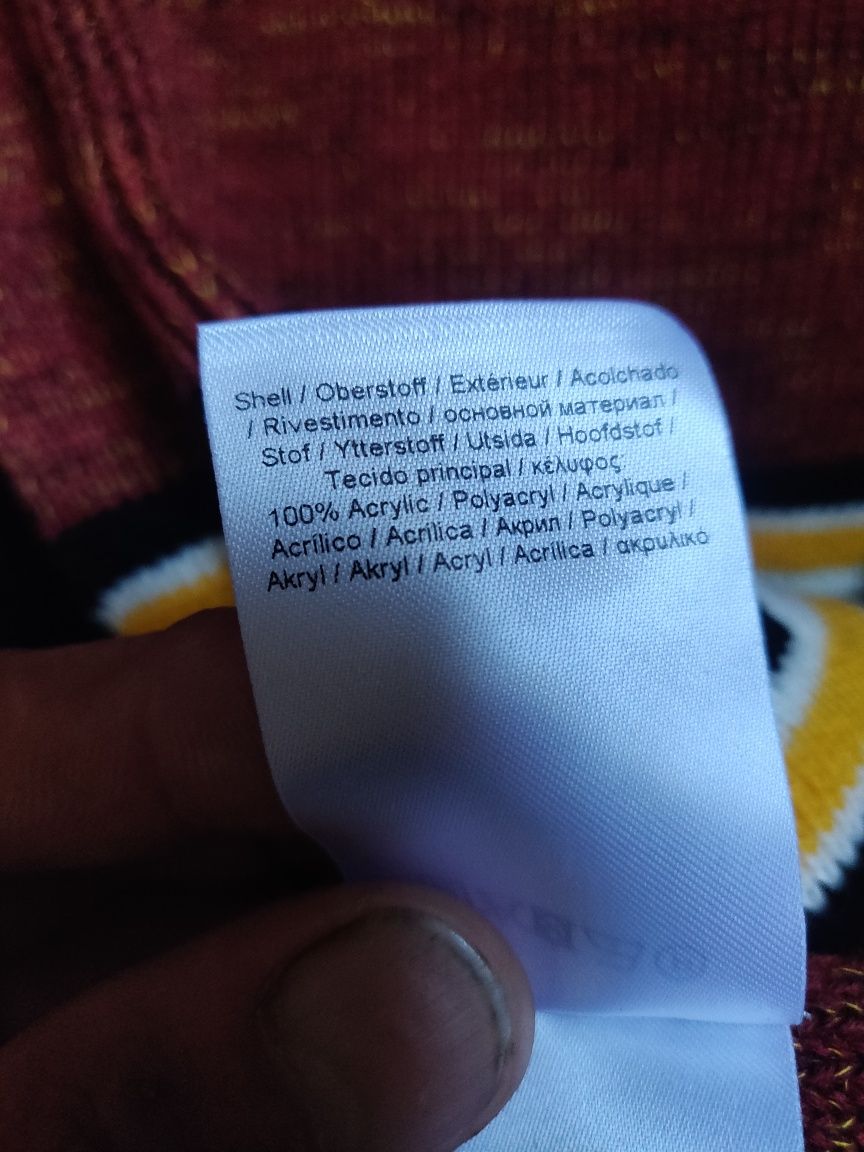 Shell / Oberstoff / Extérieur / Acolchado
/ Rivestimento / основной материал /
Stof / Ytterstoff / Utsida / Hoofdstof /
Tecido principal / κέλυφος
100% Acrylic / Polyacryl / Acrylique /
Acrílico / Acrilica / Акрил / Polyacryl /
Akryl / Akryl / Acryl / Acrílica / ακρυλικό